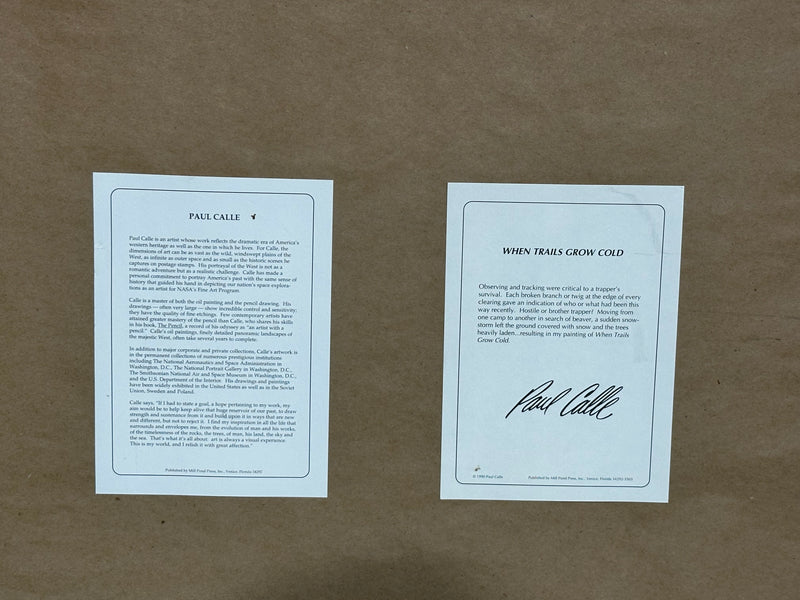 PAUL CALLE
Paul Calle is an artist whose work reflects the dramatic era of America's
western heritage as well as the one in which he lives. For Calle, the
dimensions of art can be as vast as the wild, windswept plains of the
West, as infinite as outer space and as small as the historic scenes he
captures on postage stamps. His portrayal of the West is not as a
romantic adventure but as a realistic challenge. Calle has made a
personal commitment to portray America's past with the same sense of
history that guided his hand in depicting our nation's space explora-
tions as an artist for NASA's Fine Art Program.
Calle is a master of both the oil painting and the pencil drawing. His
drawings — often very large — show incredible control and sensitivity;
they have the quality of fine etchings. Few contemporary artists have
attained greater mastery of the pencil than Calle, who shares his skills
in his book, The Pencil, a record of his odyssey as "an artist with a
pencil." Calle's oil paintings, finely detailed panoramic landscapes of
the majestic West, often take several years to complete.
In addition to major corporate and private collections, Calle's artwork is
in the permanent collections of numerous prestigious institutions
including The National Aeronautics and Space Administration in
Washington, D.C., The National Portrait Gallery in Washington, D.C.,
The Smithsonian National Air and Space Museum in Washington, D.C.,
and the U.S. Department of the Interior. His drawings and paintings
have been widely exhibited in the United States as well as in the Soviet
Union, Sweden and Poland.
Calle says, "If I had to state a goal, a hope pertaining to my work, my
aim would be to help keep alive that huge reservoir of our past, to draw
strength and sustenance from it and build upon it in ways that are new
and different, but not to reject it. I find my inspiration in all the life that
surrounds and envelopes me, from the evolution of man and his works,
of the timelessness of the rocks, the trees, of man, his land, the sky and
the sea. That's what it's all about: art is always a visual experience.
This is my world, and I relish it with great affection."
Published by Mill Pond Press, Inc., Venice, Florida 34292
WHEN TRAILS GROW COLD
Observing and tracking were critical to a trapper's
survival. Each broken branch or twig at the edge of every
clearing gave an indication of who or what had been this
way recently. Hostile or brother trapper? Moving from
one camp to another in search of beaver, a sudden snow-
storm left the ground covered with snow and the trees
heavily laden...resulting in my painting of When Trails
Grow Cold.
Paul Calle
© 1990 Paul Calle
Published by Mill Pond Press, Inc., Venice, Florida 34292-3505